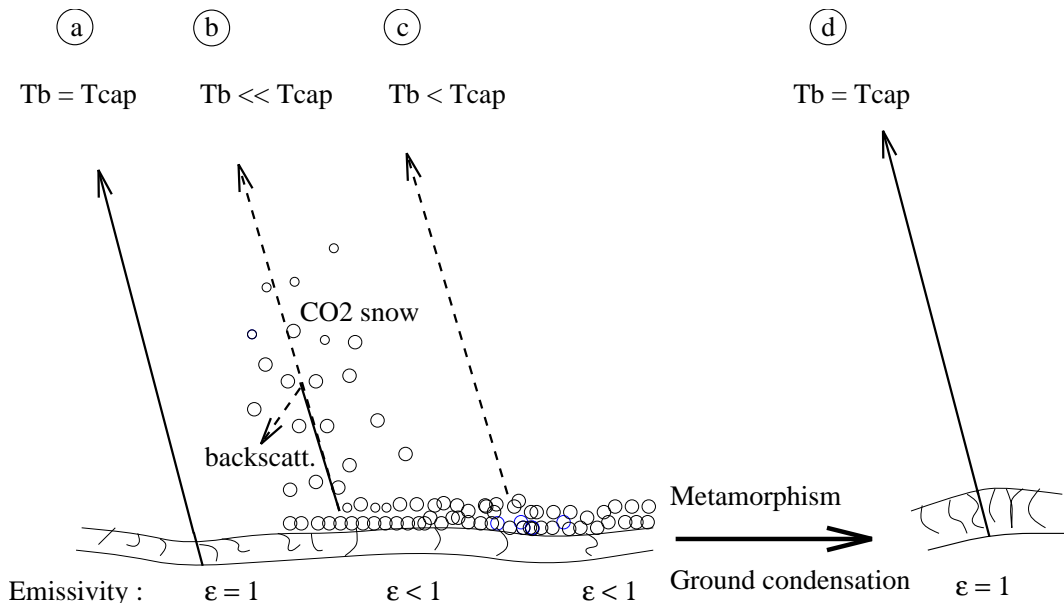 a b c d
Tb = Tcap Tb << Tcap Tb < Tcap Tb = Tcap
CO2 snow
backscatt.
Metamorphism
Ground condensation
Emissivity : ε = 1 ε < 1 ε < 1 ε = 1